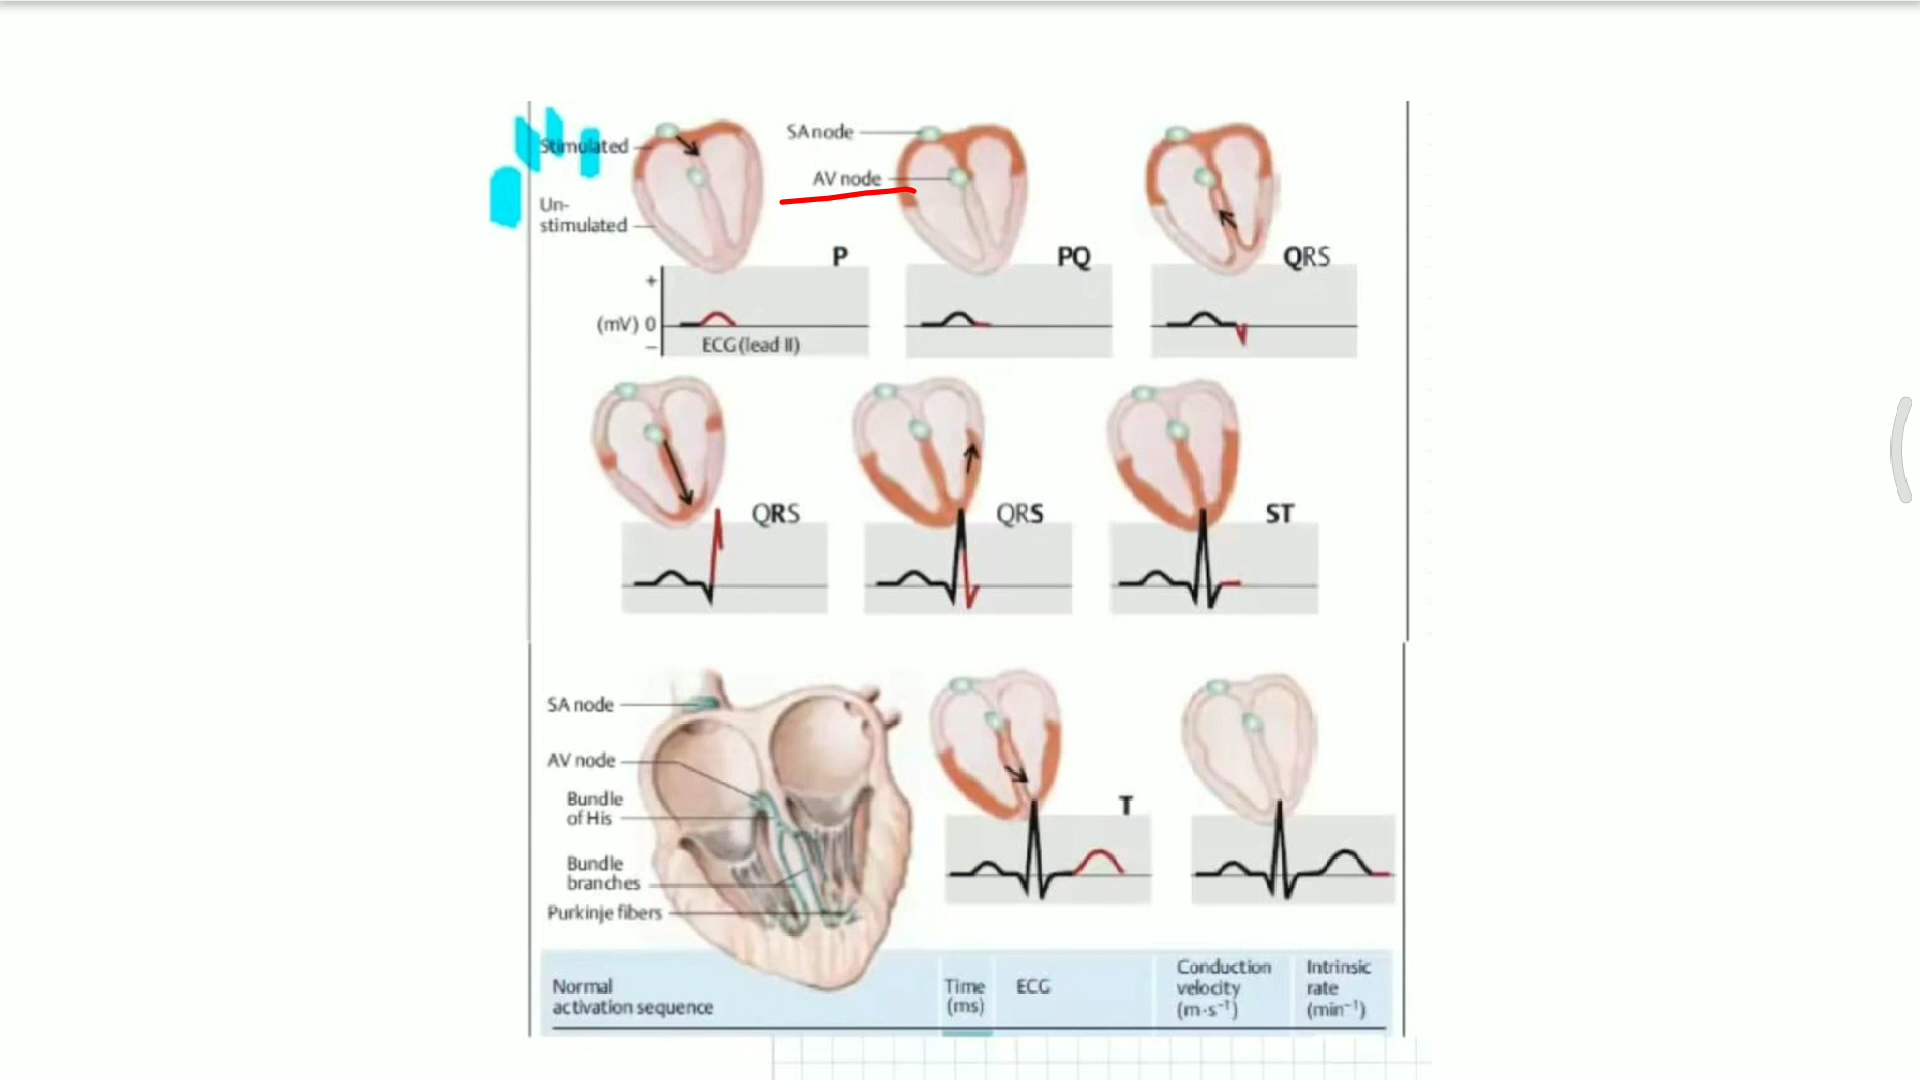 Stimulated
Un-
stimulated
SA node
AV node
P
PQ
QRS
+
(mV) 0
−
ECG (lead II)
QRS
QRS
ST
SA node
AV node
Bundle
of His
Bundle
branches
Purkinje fibers
T
Normal
activation sequence
Time
(ms)
ECG
Conduction
velocity
(m·s⁻¹)
Intrinsic
rate
(min⁻¹)